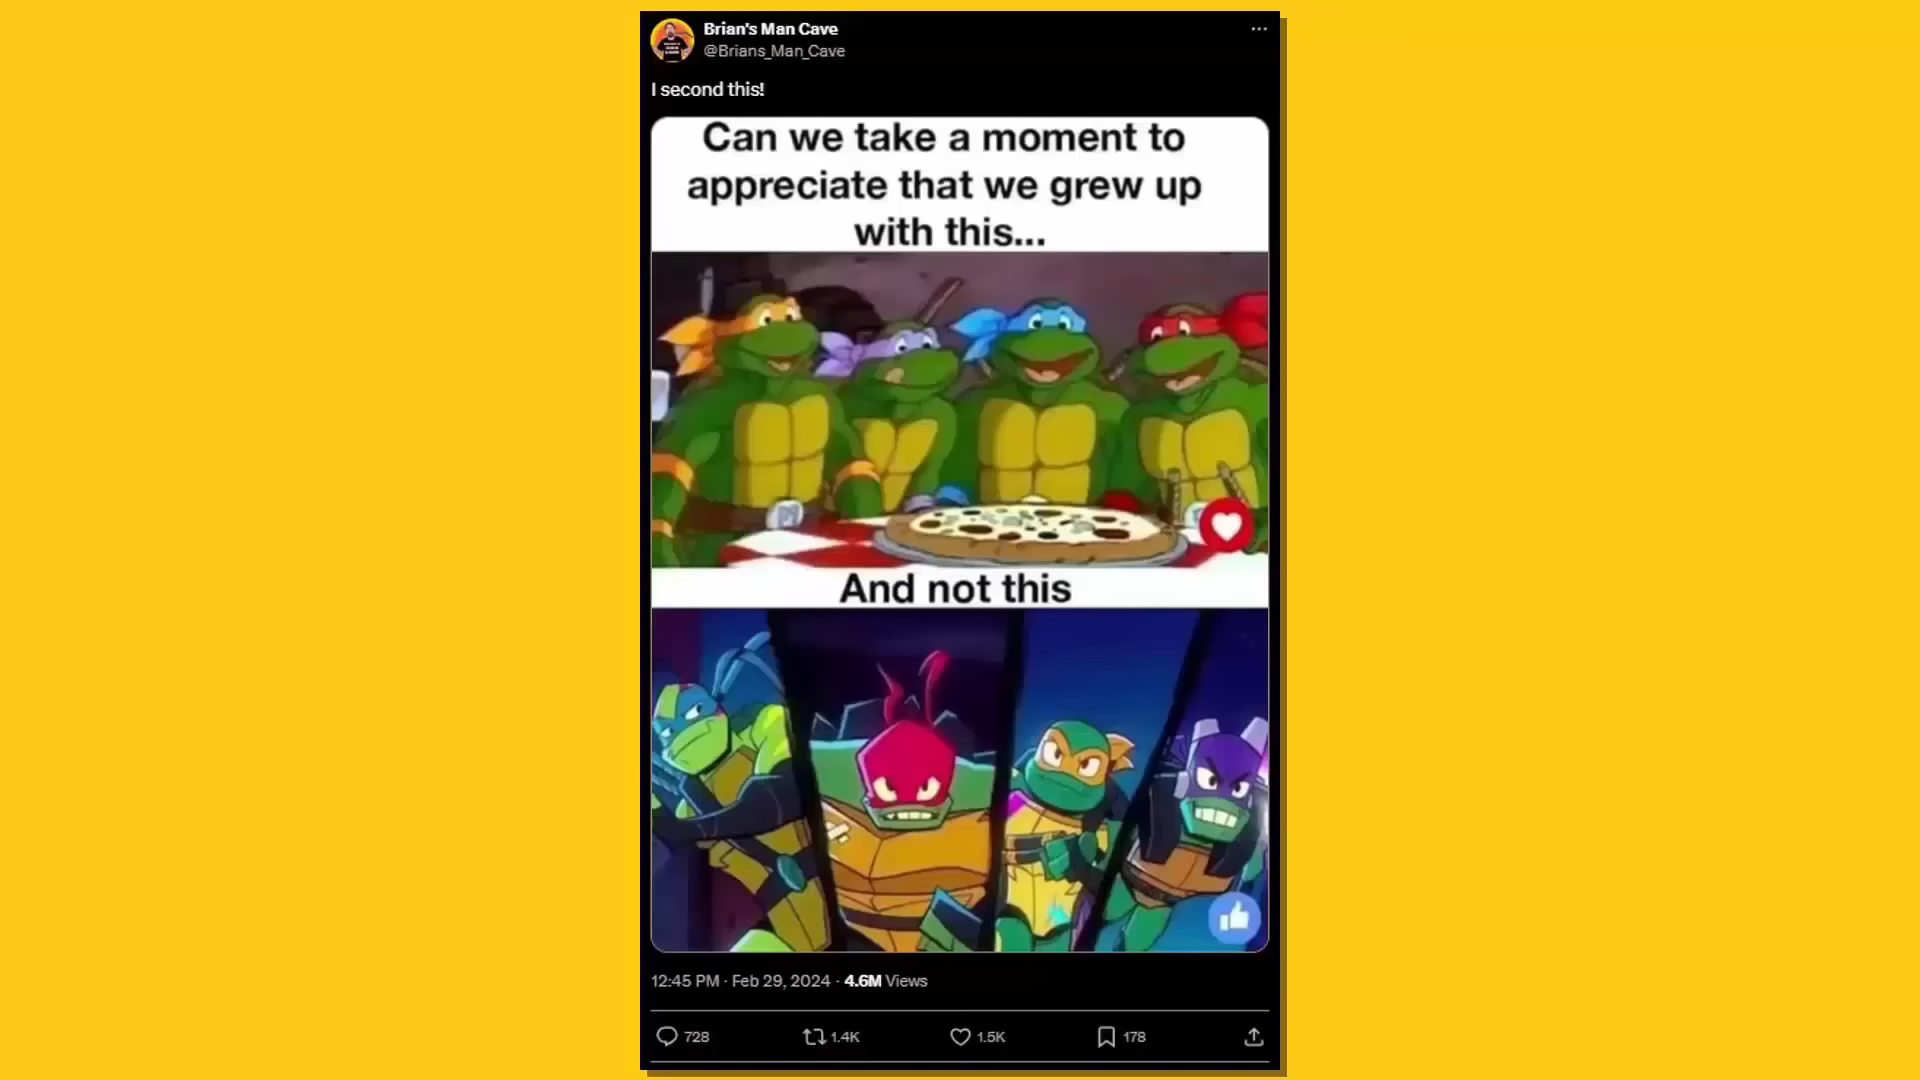 Brian's Man Cave
@Brians_Man_Cave
I second this!
Can we take a moment to
appreciate that we grew up
with this...
And not this
12:45 PM · Feb 29, 2024 · 4.6M Views
728 1.4K 1.5K 178